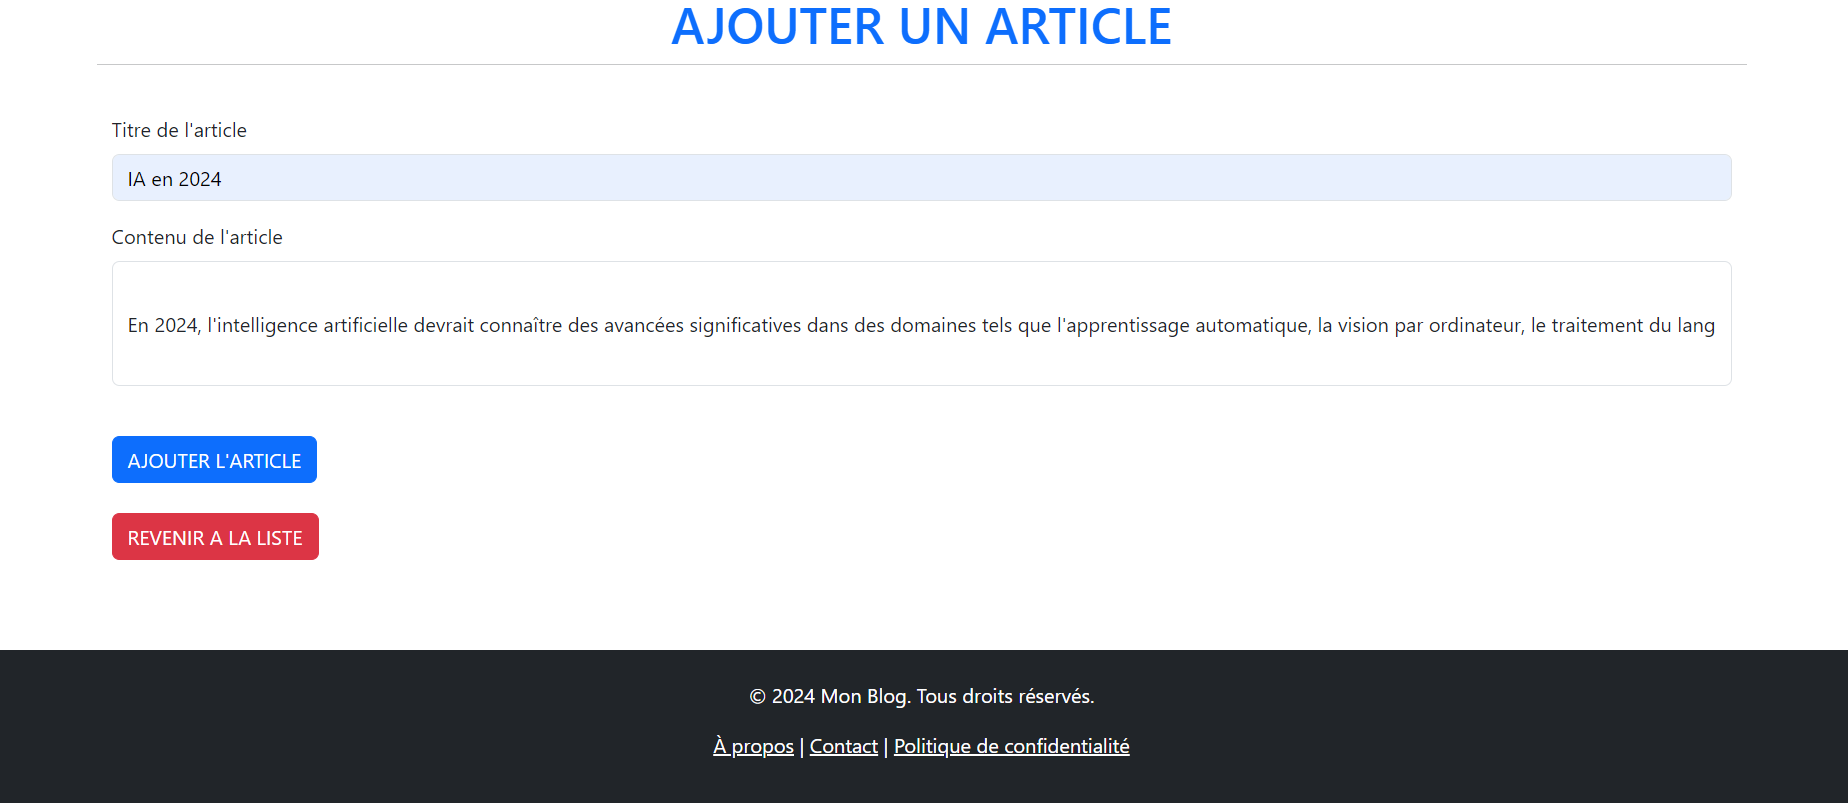 AJOUTER UN ARTICLE
Titre de l'article
IA en 2024
Contenu de l'article
En 2024, l'intelligence artificielle devrait connaître des avancées significatives dans des domaines tels que l'apprentissage automatique, la vision par ordinateur, le traitement du lang
AJOUTER L'ARTICLE
REVENIR A LA LISTE
© 2024 Mon Blog. Tous droits réservés.
À propos | Contact | Politique de confidentialité